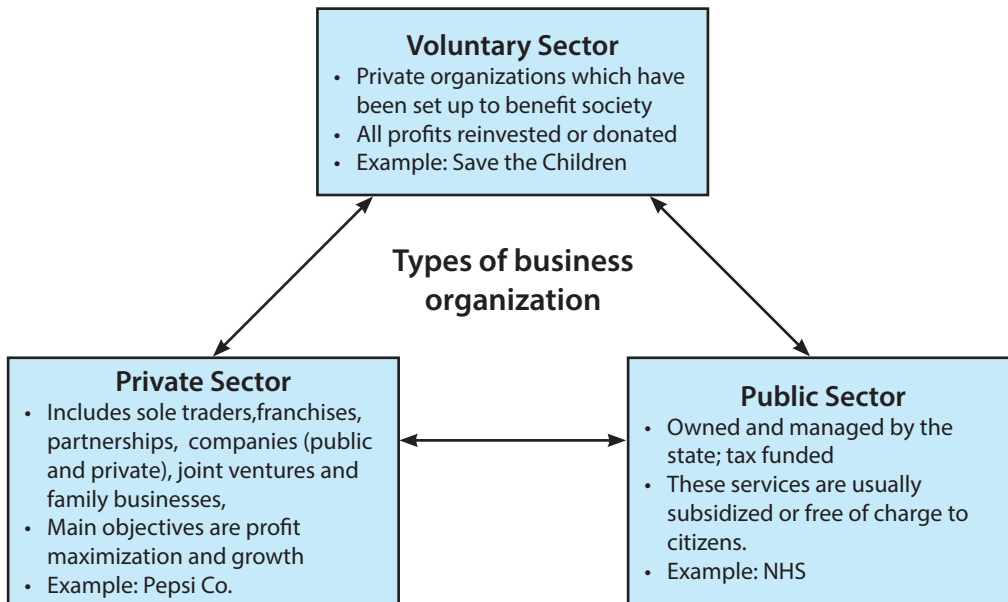 Voluntary Sector
• Private organizations which have
been set up to benefit society
• All profits reinvested or donated
• Example: Save the Children
Types of business
organization
Private Sector
• Includes sole traders,franchises,
partnerships, companies (public
and private), joint ventures and
family businesses,
• Main objectives are profit
maximization and growth
• Example: Pepsi Co.
Public Sector
• Owned and managed by the
state; tax funded
• These services are usually
subsidized or free of charge to
citizens.
• Example: NHS